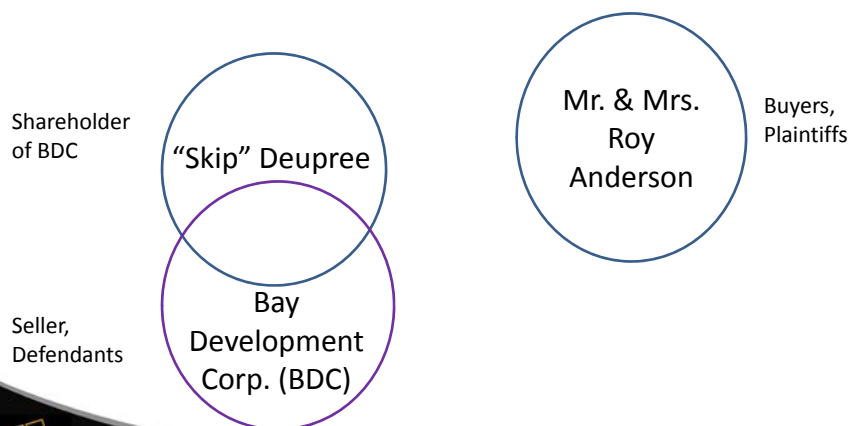 Shareholder
of BDC
“Skip” Deupree
Mr. & Mrs.
Roy
Anderson
Buyers,
Plaintiffs
Seller,
Defendants
Bay
Development
Corp. (BDC)